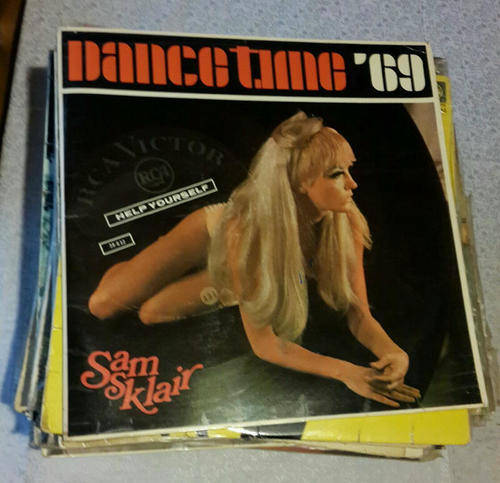 Dancetime '69
RCA VICTOR
RCA
HELP YOURSELF
Sam
Sklair